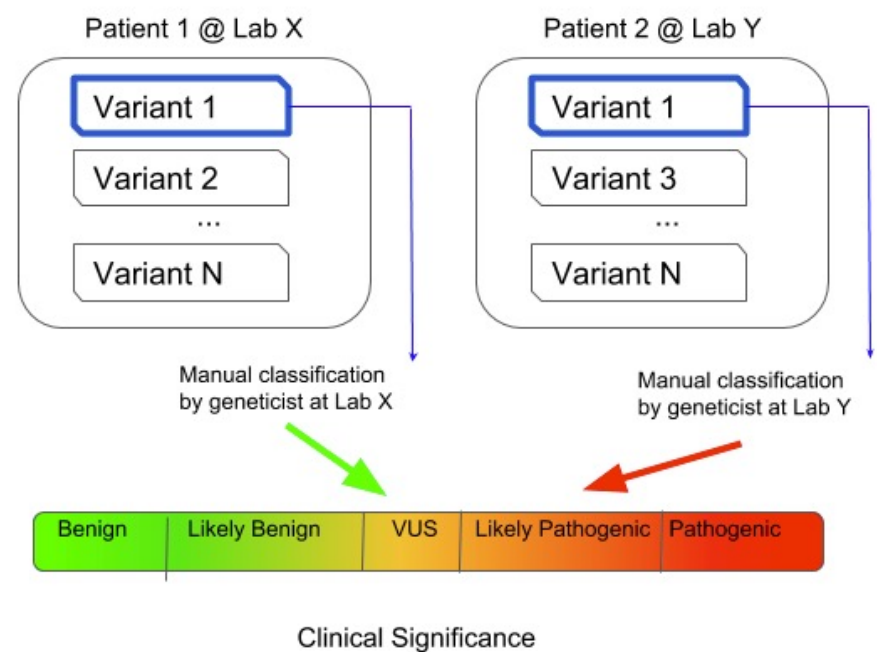 Patient 1 @ Lab X
Variant 1
Variant 2
...
Variant N
Patient 2 @ Lab Y
Variant 1
Variant 3
...
Variant N
Manual classification
by geneticist at Lab X
Manual classification
by geneticist at Lab Y
Benign
Likely Benign
VUS
Likely Pathogenic
Pathogenic
Clinical Significance